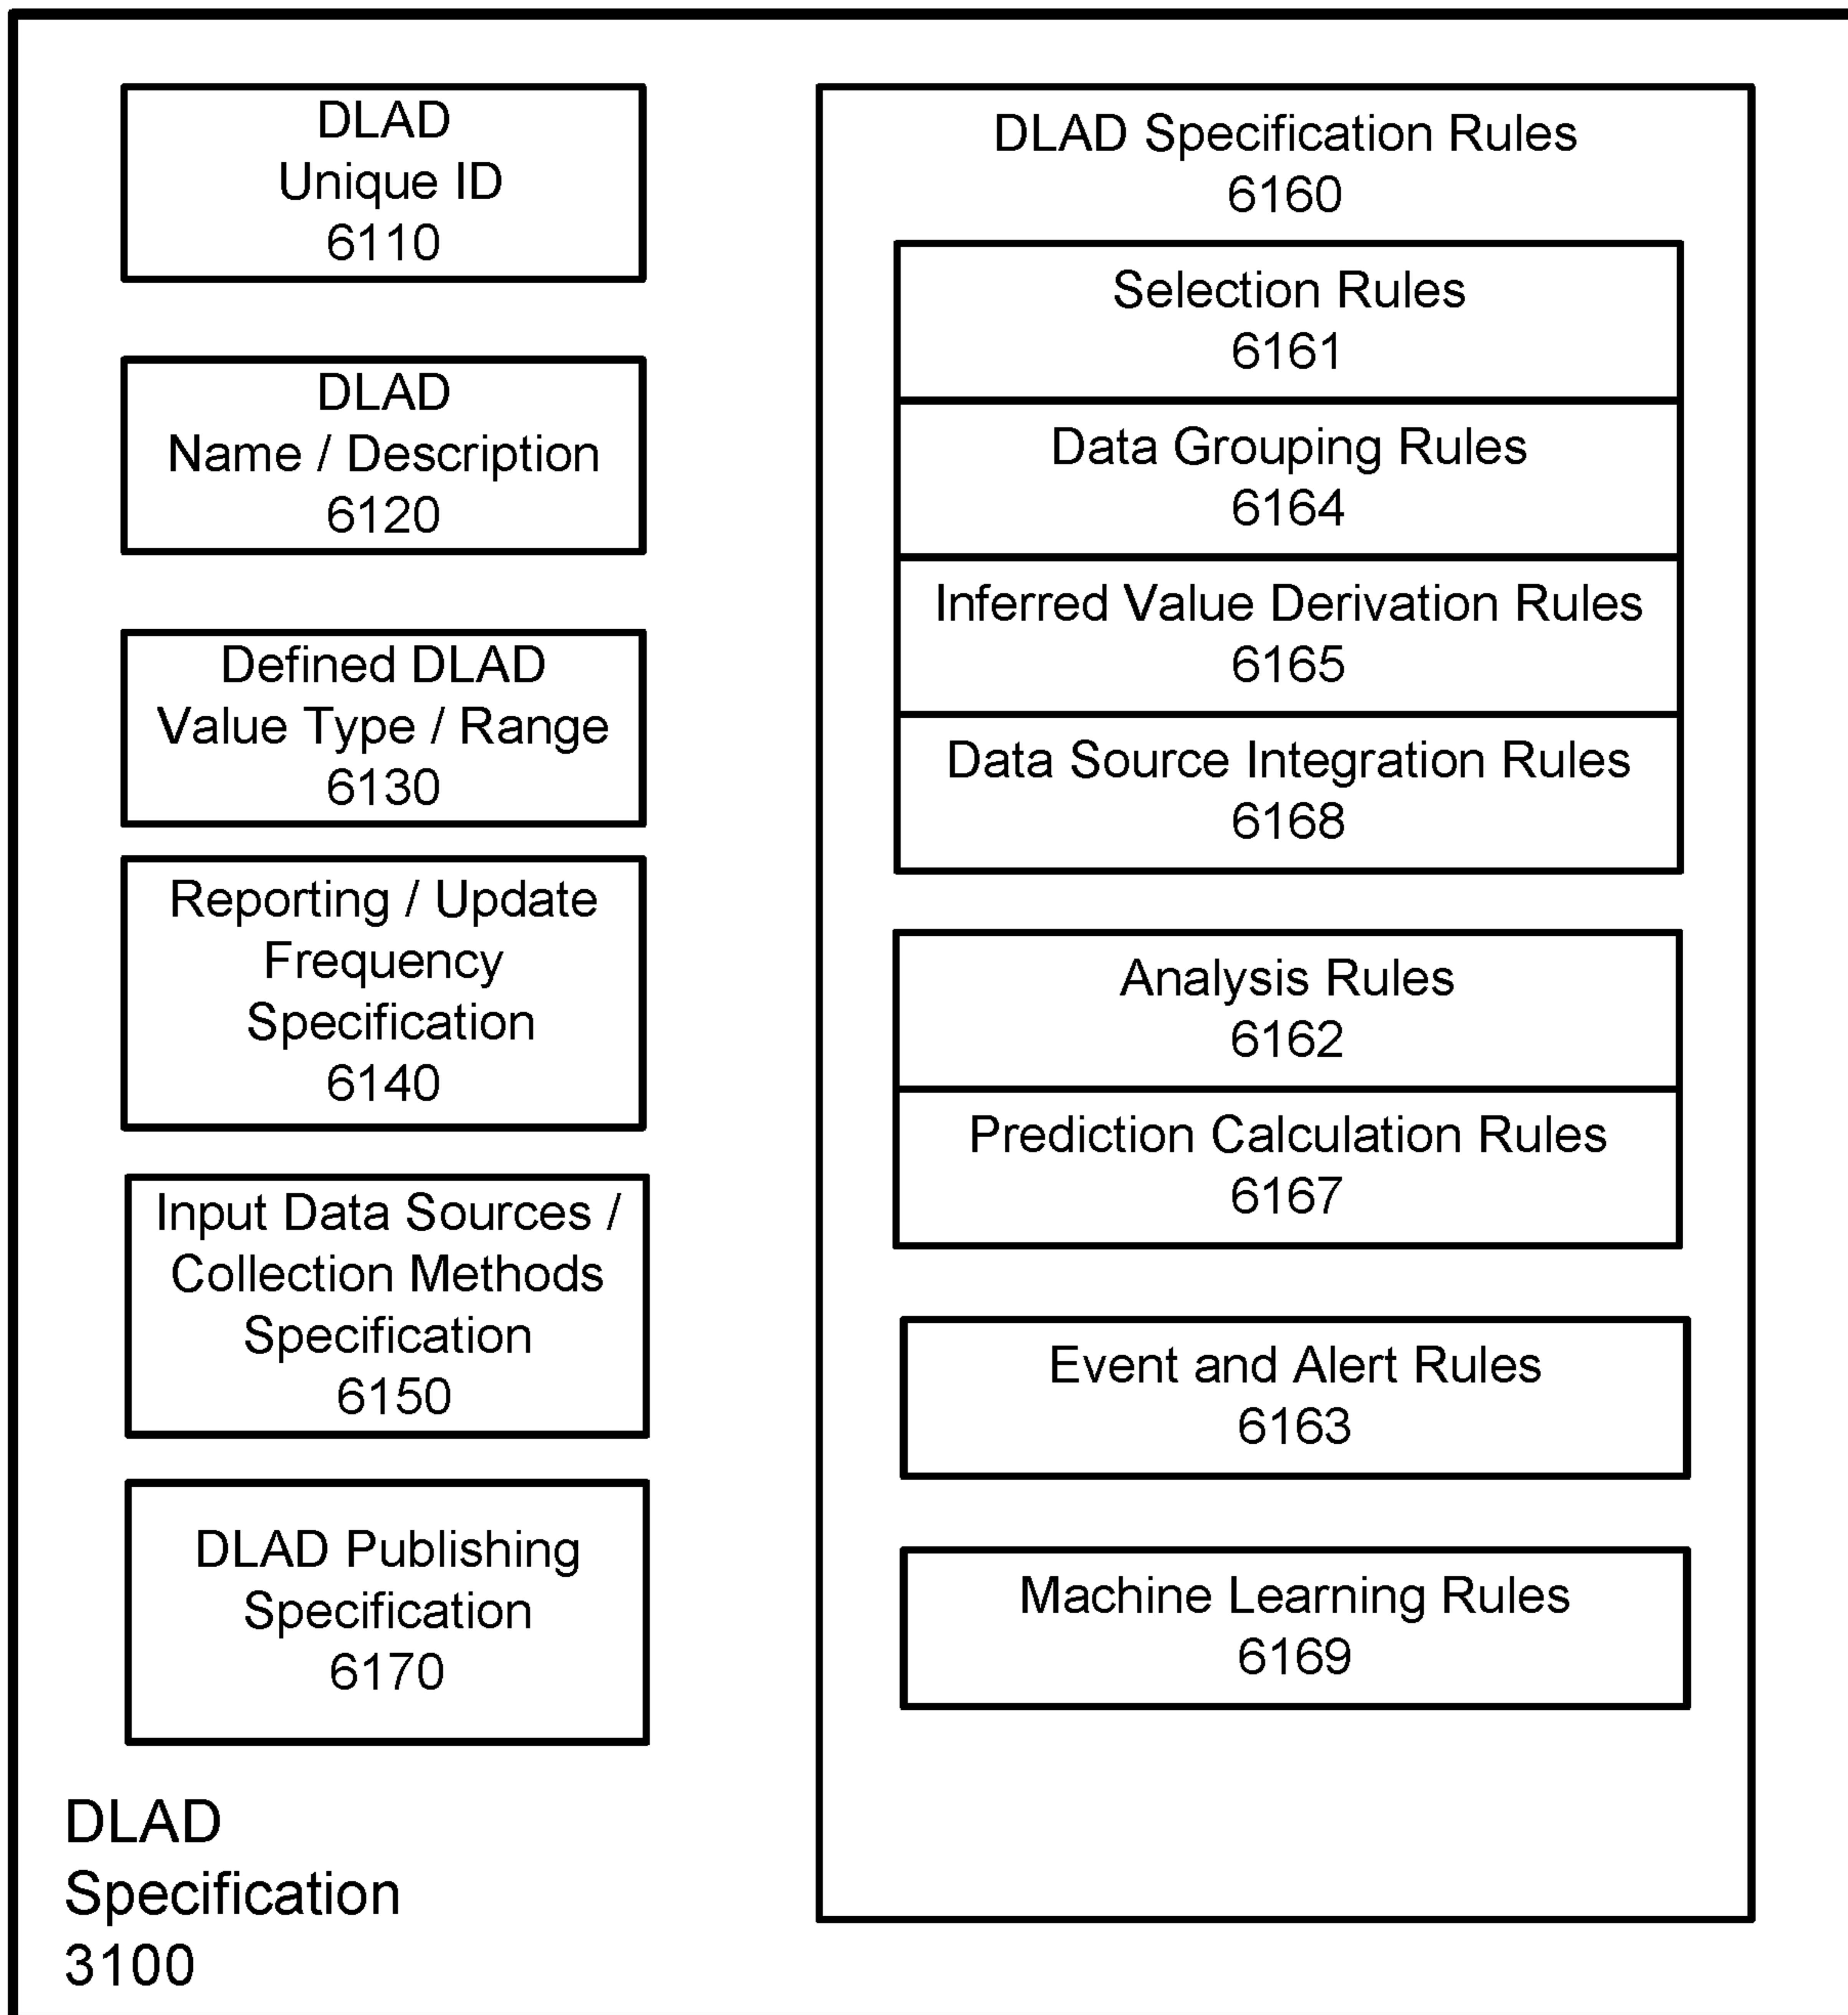 DLAD
Unique ID
6110
DLAD
Name / Description
6120
Defined DLAD
Value Type / Range
6130
Reporting / Update
Frequency
Specification
6140
Input Data Sources /
Collection Methods
Specification
6150
DLAD Publishing
Specification
6170
DLAD
Specification
3100
DLAD Specification Rules
6160
Selection Rules
6161
Data Grouping Rules
6164
Inferred Value Derivation Rules
6165
Data Source Integration Rules
6168
Analysis Rules
6162
Prediction Calculation Rules
6167
Event and Alert Rules
6163
Machine Learning Rules
6169